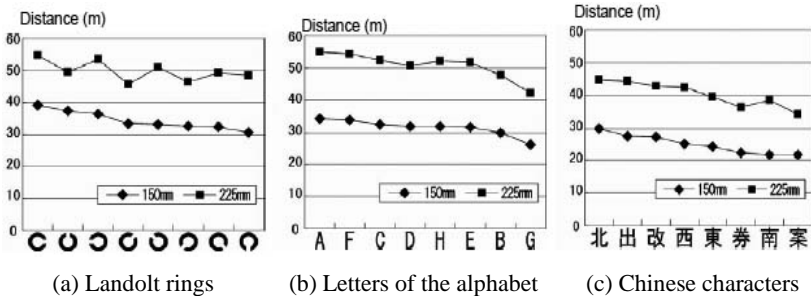 Distance (m)
60
50
40
30
20
10
0
150mm 225mm
(a) Landolt rings
Distance (m)
60
50
40
30
20
10
0
150mm 225mm
A F C D H E B G
(b) Letters of the alphabet
Distance (m)
60
50
40
30
20
10
0
150mm 225mm
北 出 改 西 東 券 南 案
(c) Chinese characters